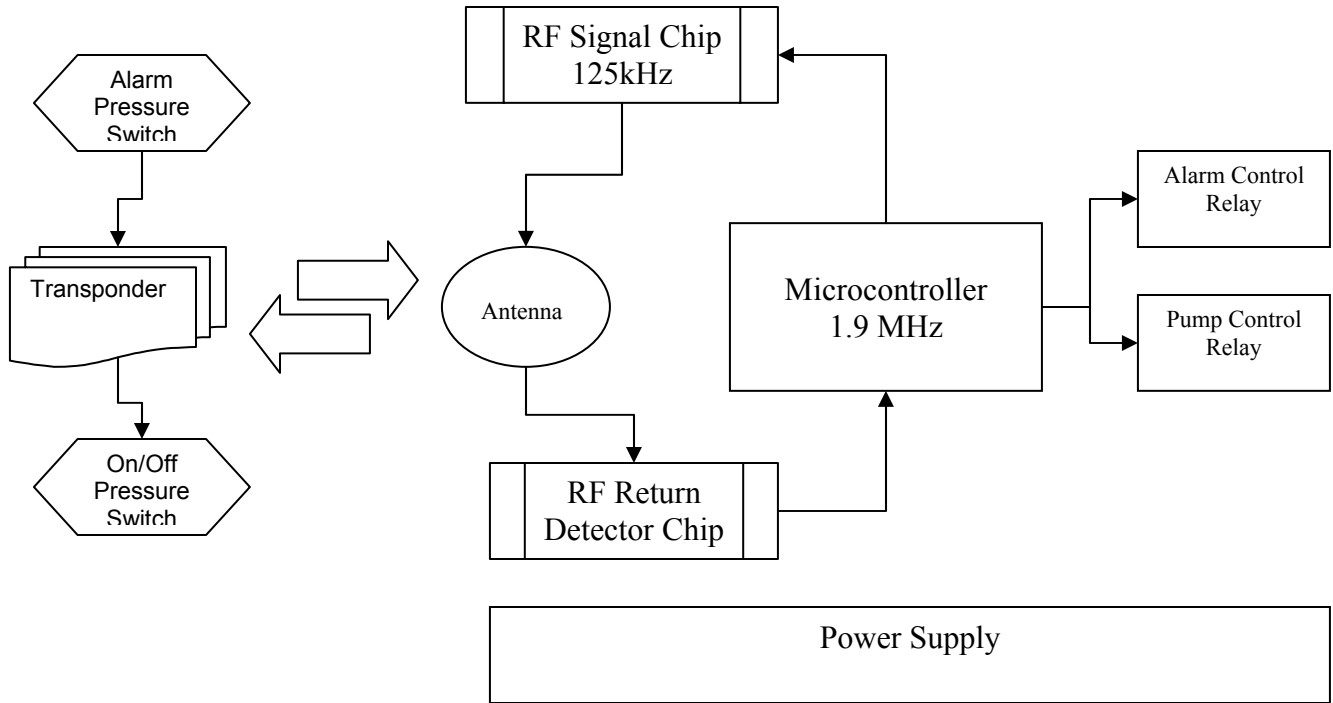 RF Signal Chip
125kHz
Alarm
Pressure
Switch
Alarm Control
Relay
Transponder
Antenna
Microcontroller
1.9 MHz
Pump Control
Relay
On/Off
Pressure
Switch
RF Return
Detector Chip
Power Supply